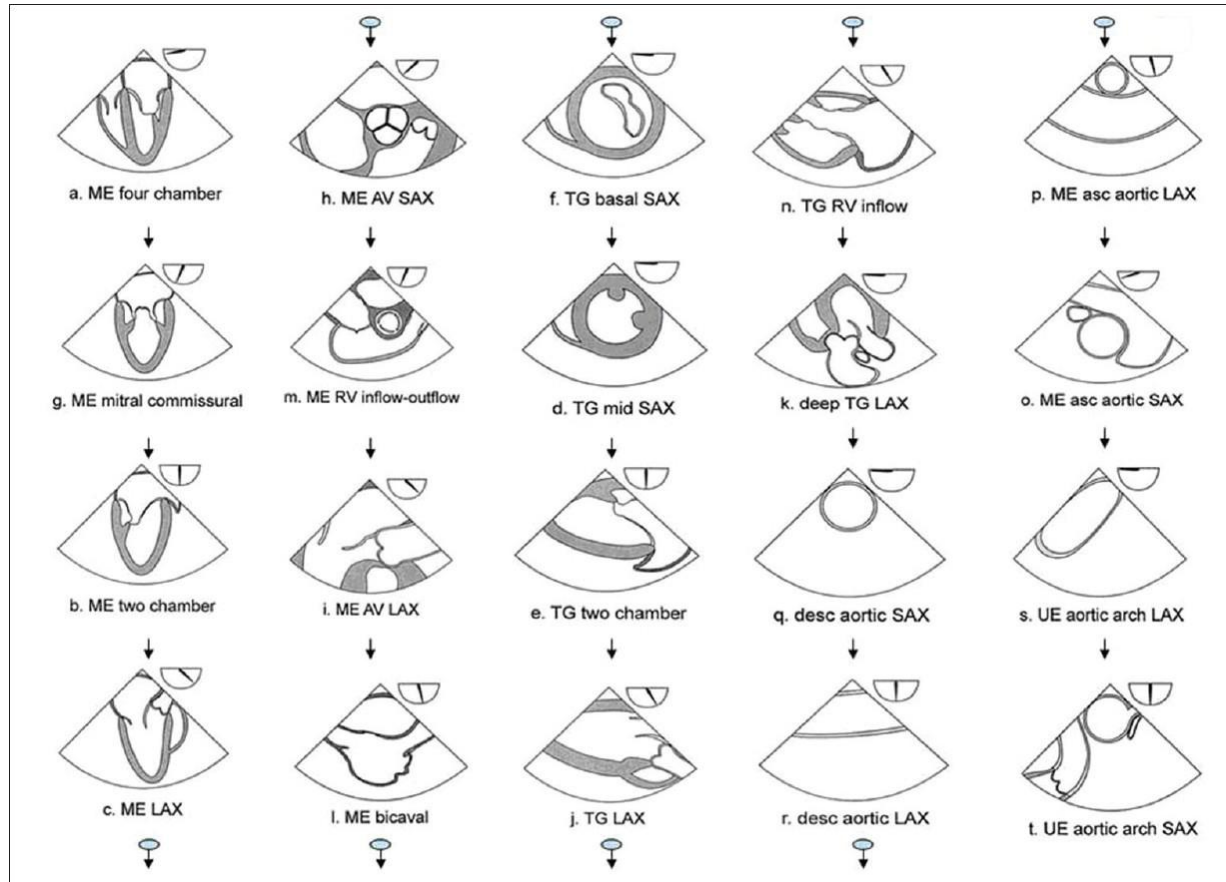 a. ME four chamber
h. ME AV SAX
f. TG basal SAX
n. TG RV inflow
p. ME asc aortic LAX
g. ME mitral commissural
m. ME RV inflow-outflow
d. TG mid SAX
k. deep TG LAX
o. ME asc aortic SAX
b. ME two chamber
i. ME AV LAX
e. TG two chamber
q. desc aortic SAX
s. UE aortic arch LAX
c. ME LAX
l. ME bicaval
j. TG LAX
r. desc aortic LAX
t. UE aortic arch SAX